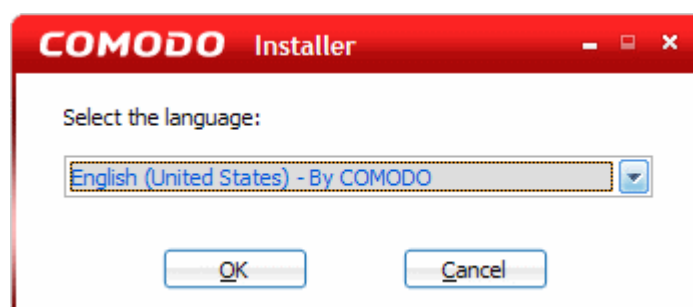 COMODO Installer
Select the language:
English (United States) - By COMODO
OK Cancel